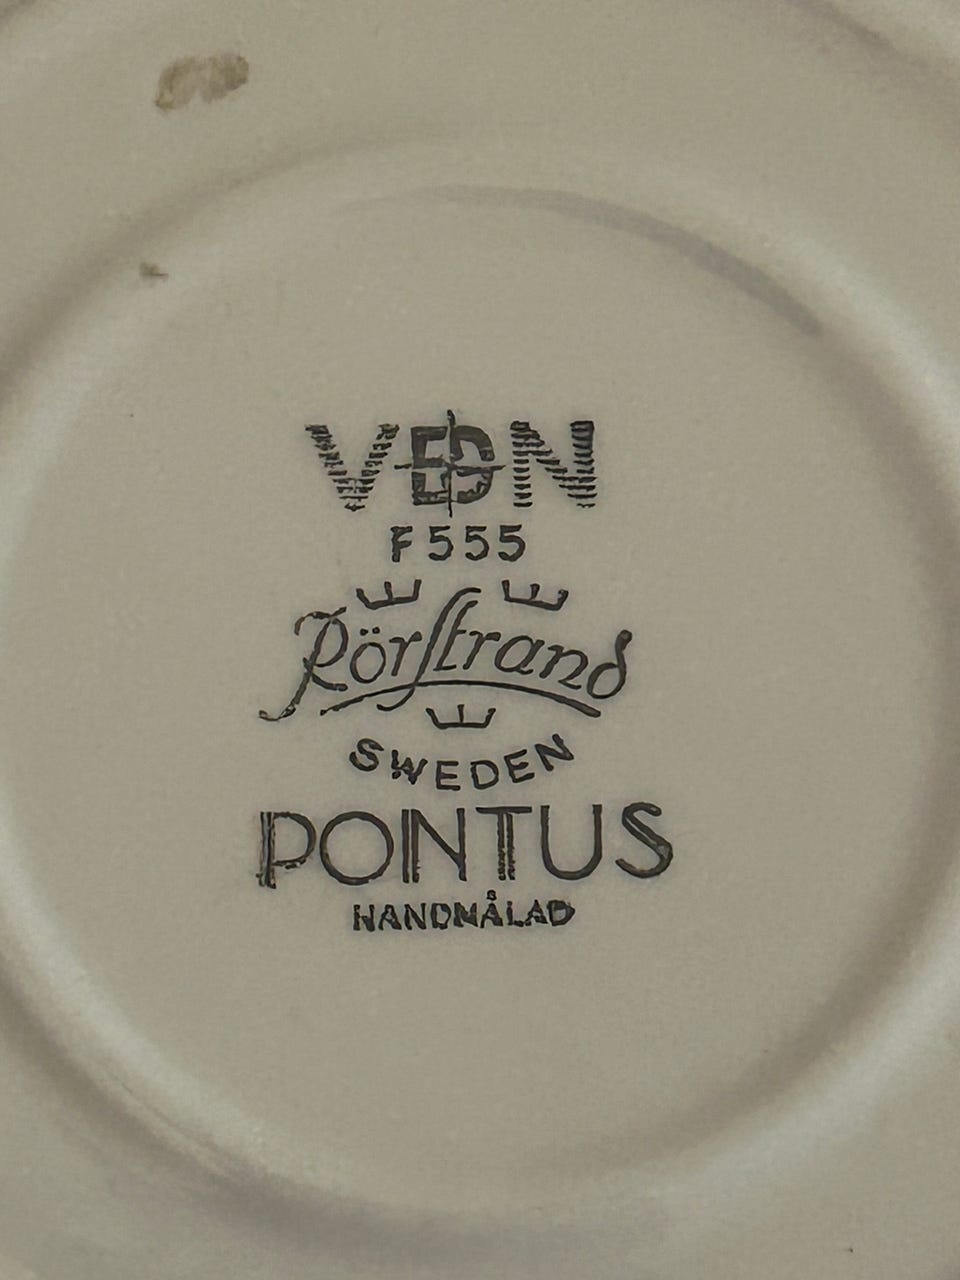 VDN
F555
Rörstrand
SWEDEN
PONTUS
HANDMÅLAD